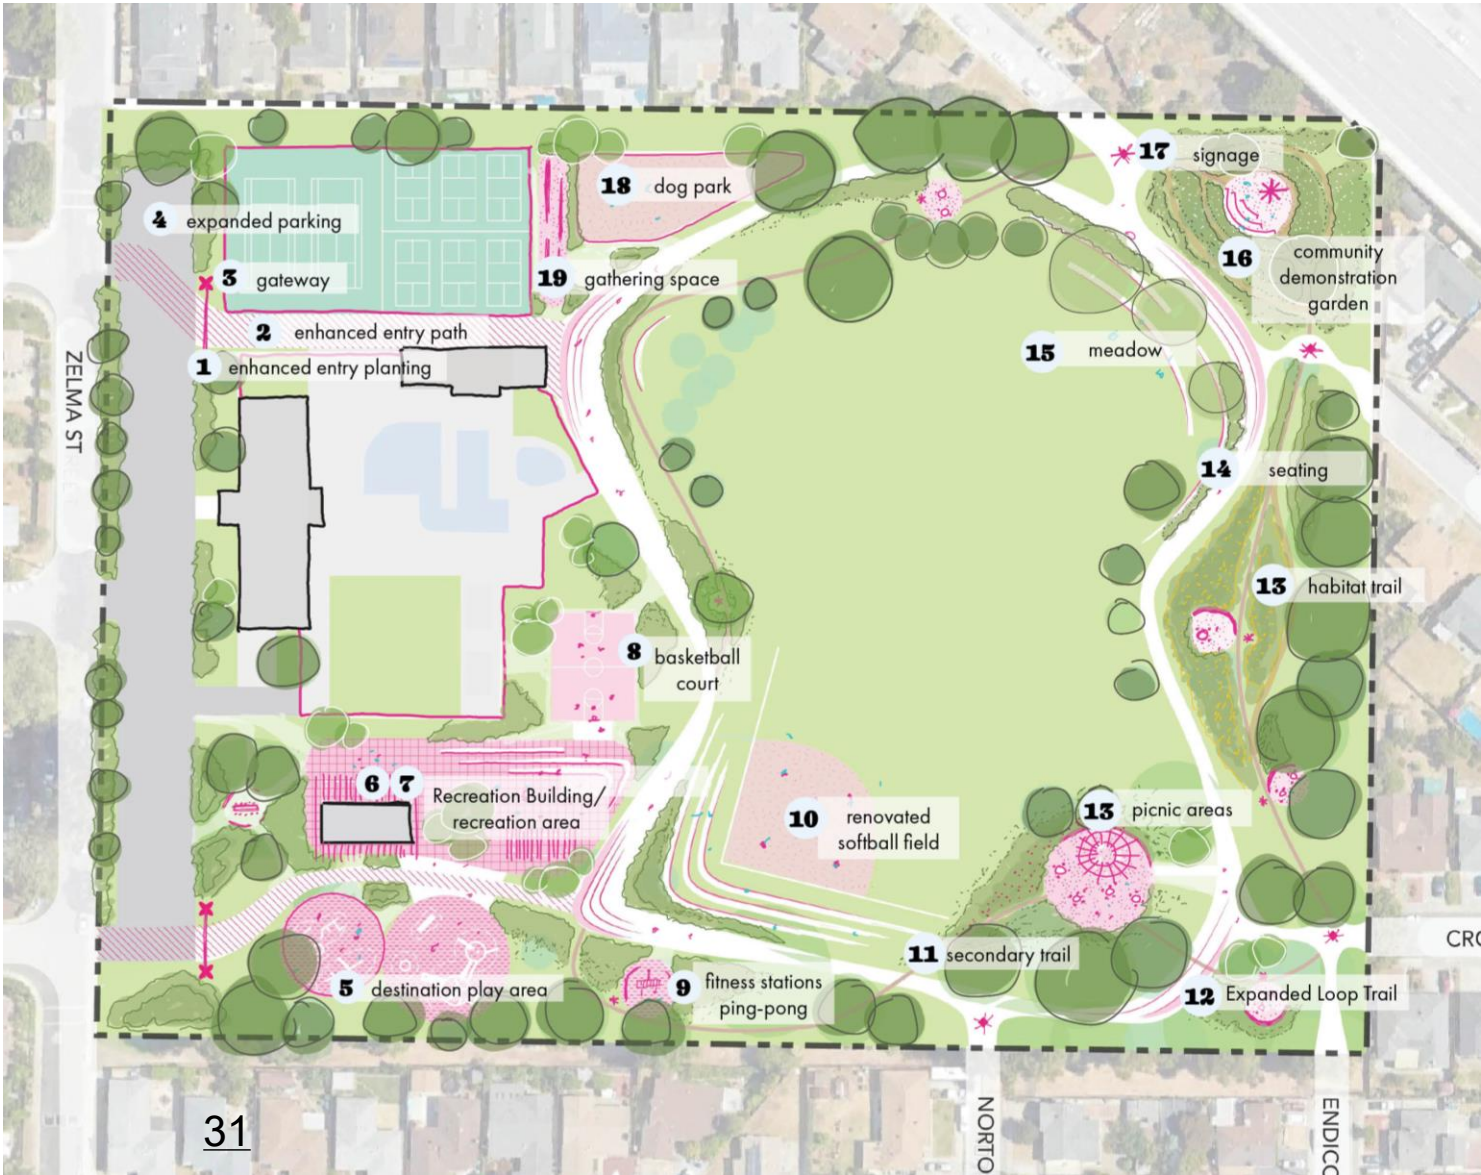 17 signage
18 dog park
4 expanded parking
16 community
demonstration
garden
3 gateway
19 gathering space
2 enhanced entry path
15 meadow
1 enhanced entry planting
ZELMA ST
14 seating
13 habitat trail
8 basketball
court
6 7 Recreation Building/
recreation area
13 picnic areas
10 renovated
softball field
CRO
11 secondary trail
5 destination play area
9 fitness stations
ping-pong
12 Expanded Loop Trail
31
NORTO
ENDICO